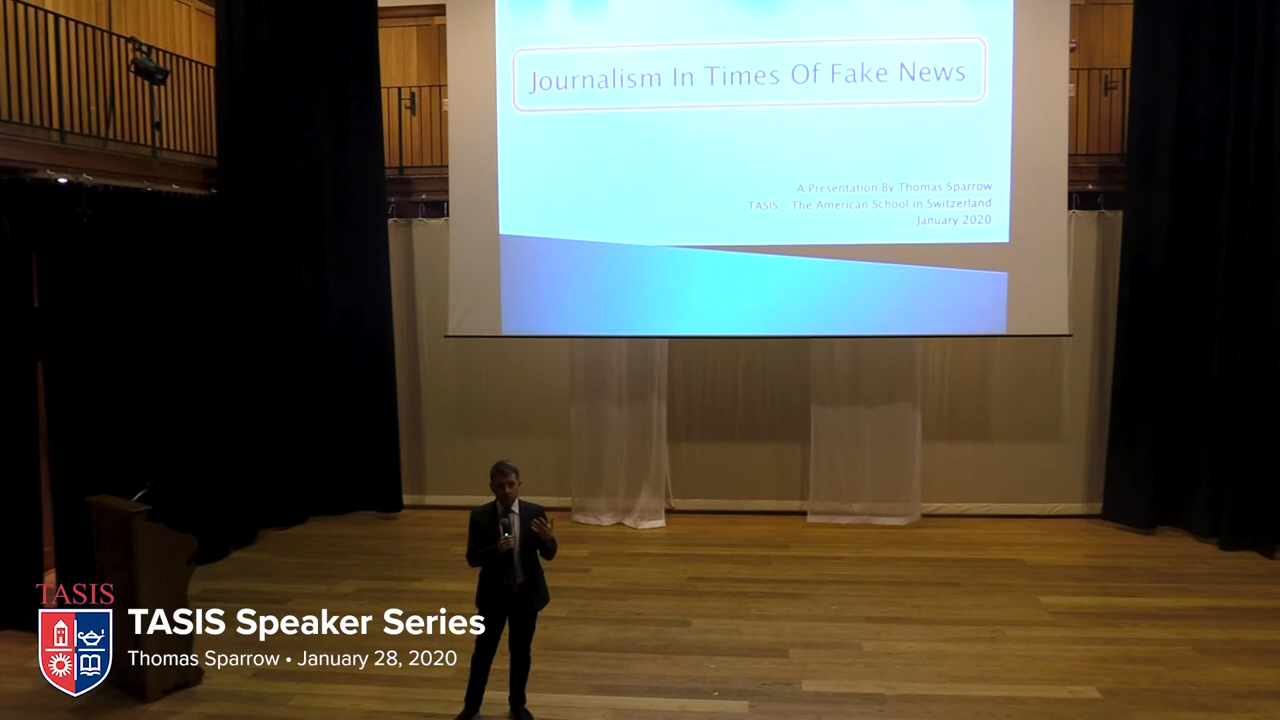 Journalism In Times Of Fake News
A Presentation By Thomas Sparrow
TASIS - The American School in Switzerland
January 2020
TASIS
TASIS Speaker Series
Thomas Sparrow • January 28, 2020